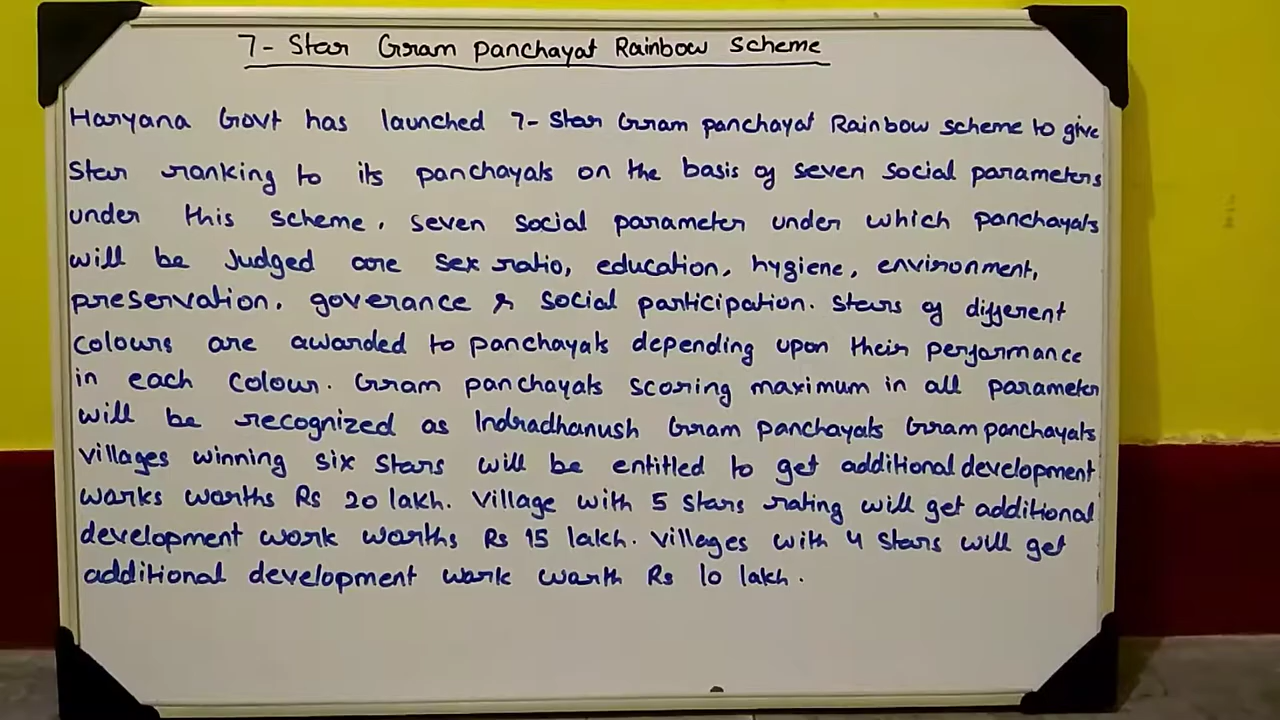 7- Star Gram panchayat Rainbow scheme
Haryana Govt has launched 7- Star Gram panchayat Rainbow scheme to give
Star ranking to its panchayats on the basis of seven social parameters
under this scheme. seven social parameter under which panchayats
will be Judged are sex ratio, education, hygiene, environment,
preservation. goverance & social participation. stars of different
colours are awarded to panchayats depending upon their performance
in each colour. Gram panchayats scoring maximum in all parameter
will be recognized as Indradhanush Gram panchayats Gram panchayats
villages winning six stars will be entitled to get additional development
works worths Rs 20 lakh. village with 5 stars rating will get additional
development work worths Rs 15 lakh. villages with 4 stars will get
additional development work worth Rs 10 lakh.